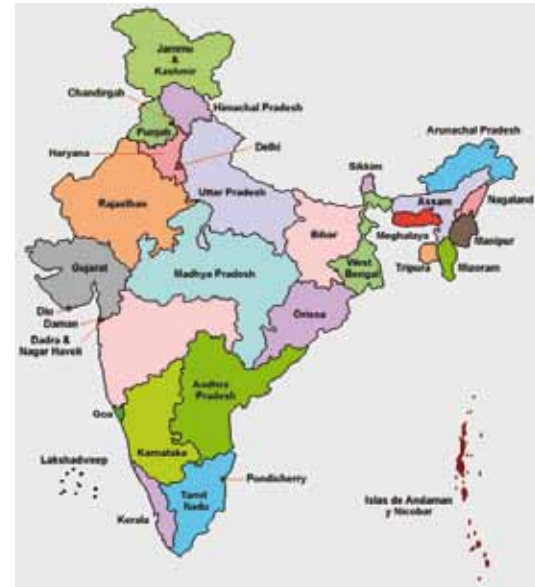 Jammu
&
Kashmir
Chandirgah
Himachal Pradesh
Punjab
Haryana
Delhi
Arunachal Pradesh
Sikkim
Uttar Pradesh
Rajasthan
Assam
Nagaland
Bihar
Meghalaya
Manipur
Gujarat
Madhya Pradesh
West
Bengal
Tripura
Mizoram
Diu
Daman
Orissa
Dadra &
Nagar Haveli
Andhra
Pradesh
Goa
Karnataka
Lakshadveep
Pondicherry
Tamil
Nadu
Kerala
Islas de Andaman
y Nicobar